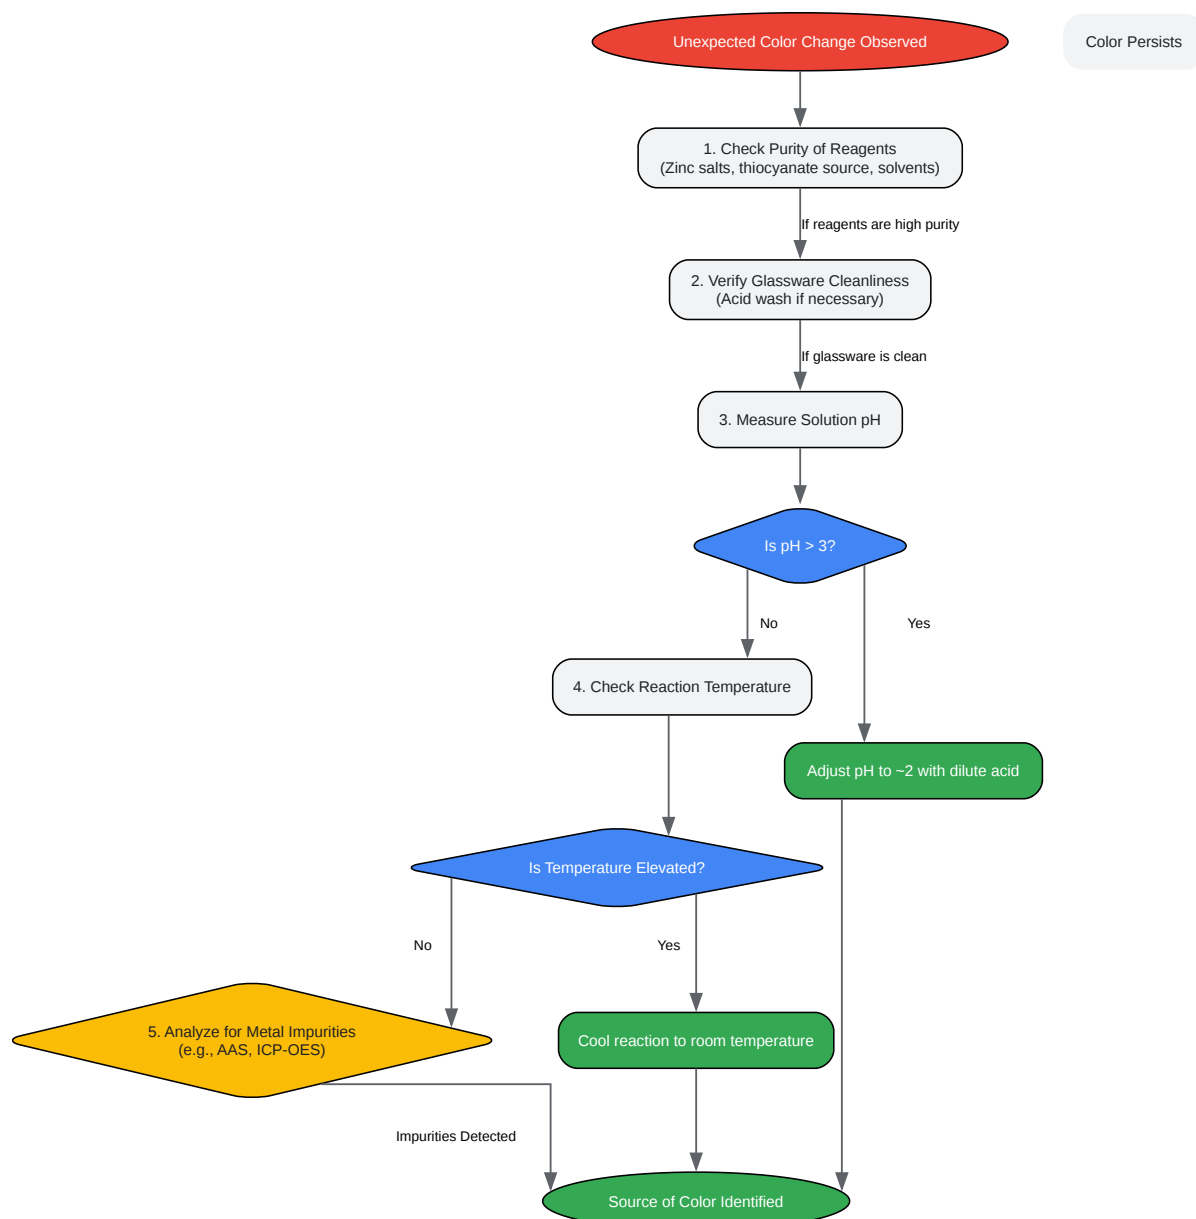 Unexpected Color Change Observed
Color Persists
1. Check Purity of Reagents
(Zinc salts, thiocyanate source, solvents)
If reagents are high purity
2. Verify Glassware Cleanliness
(Acid wash if necessary)
If glassware is clean
3. Measure Solution pH
Is pH > 3?
No
Yes
4. Check Reaction Temperature
Adjust pH to ~2 with dilute acid
Is Temperature Elevated?
No
Yes
5. Analyze for Metal Impurities
(e.g., AAS, ICP-OES)
Cool reaction to room temperature
Impurities Detected
Source of Color Identified